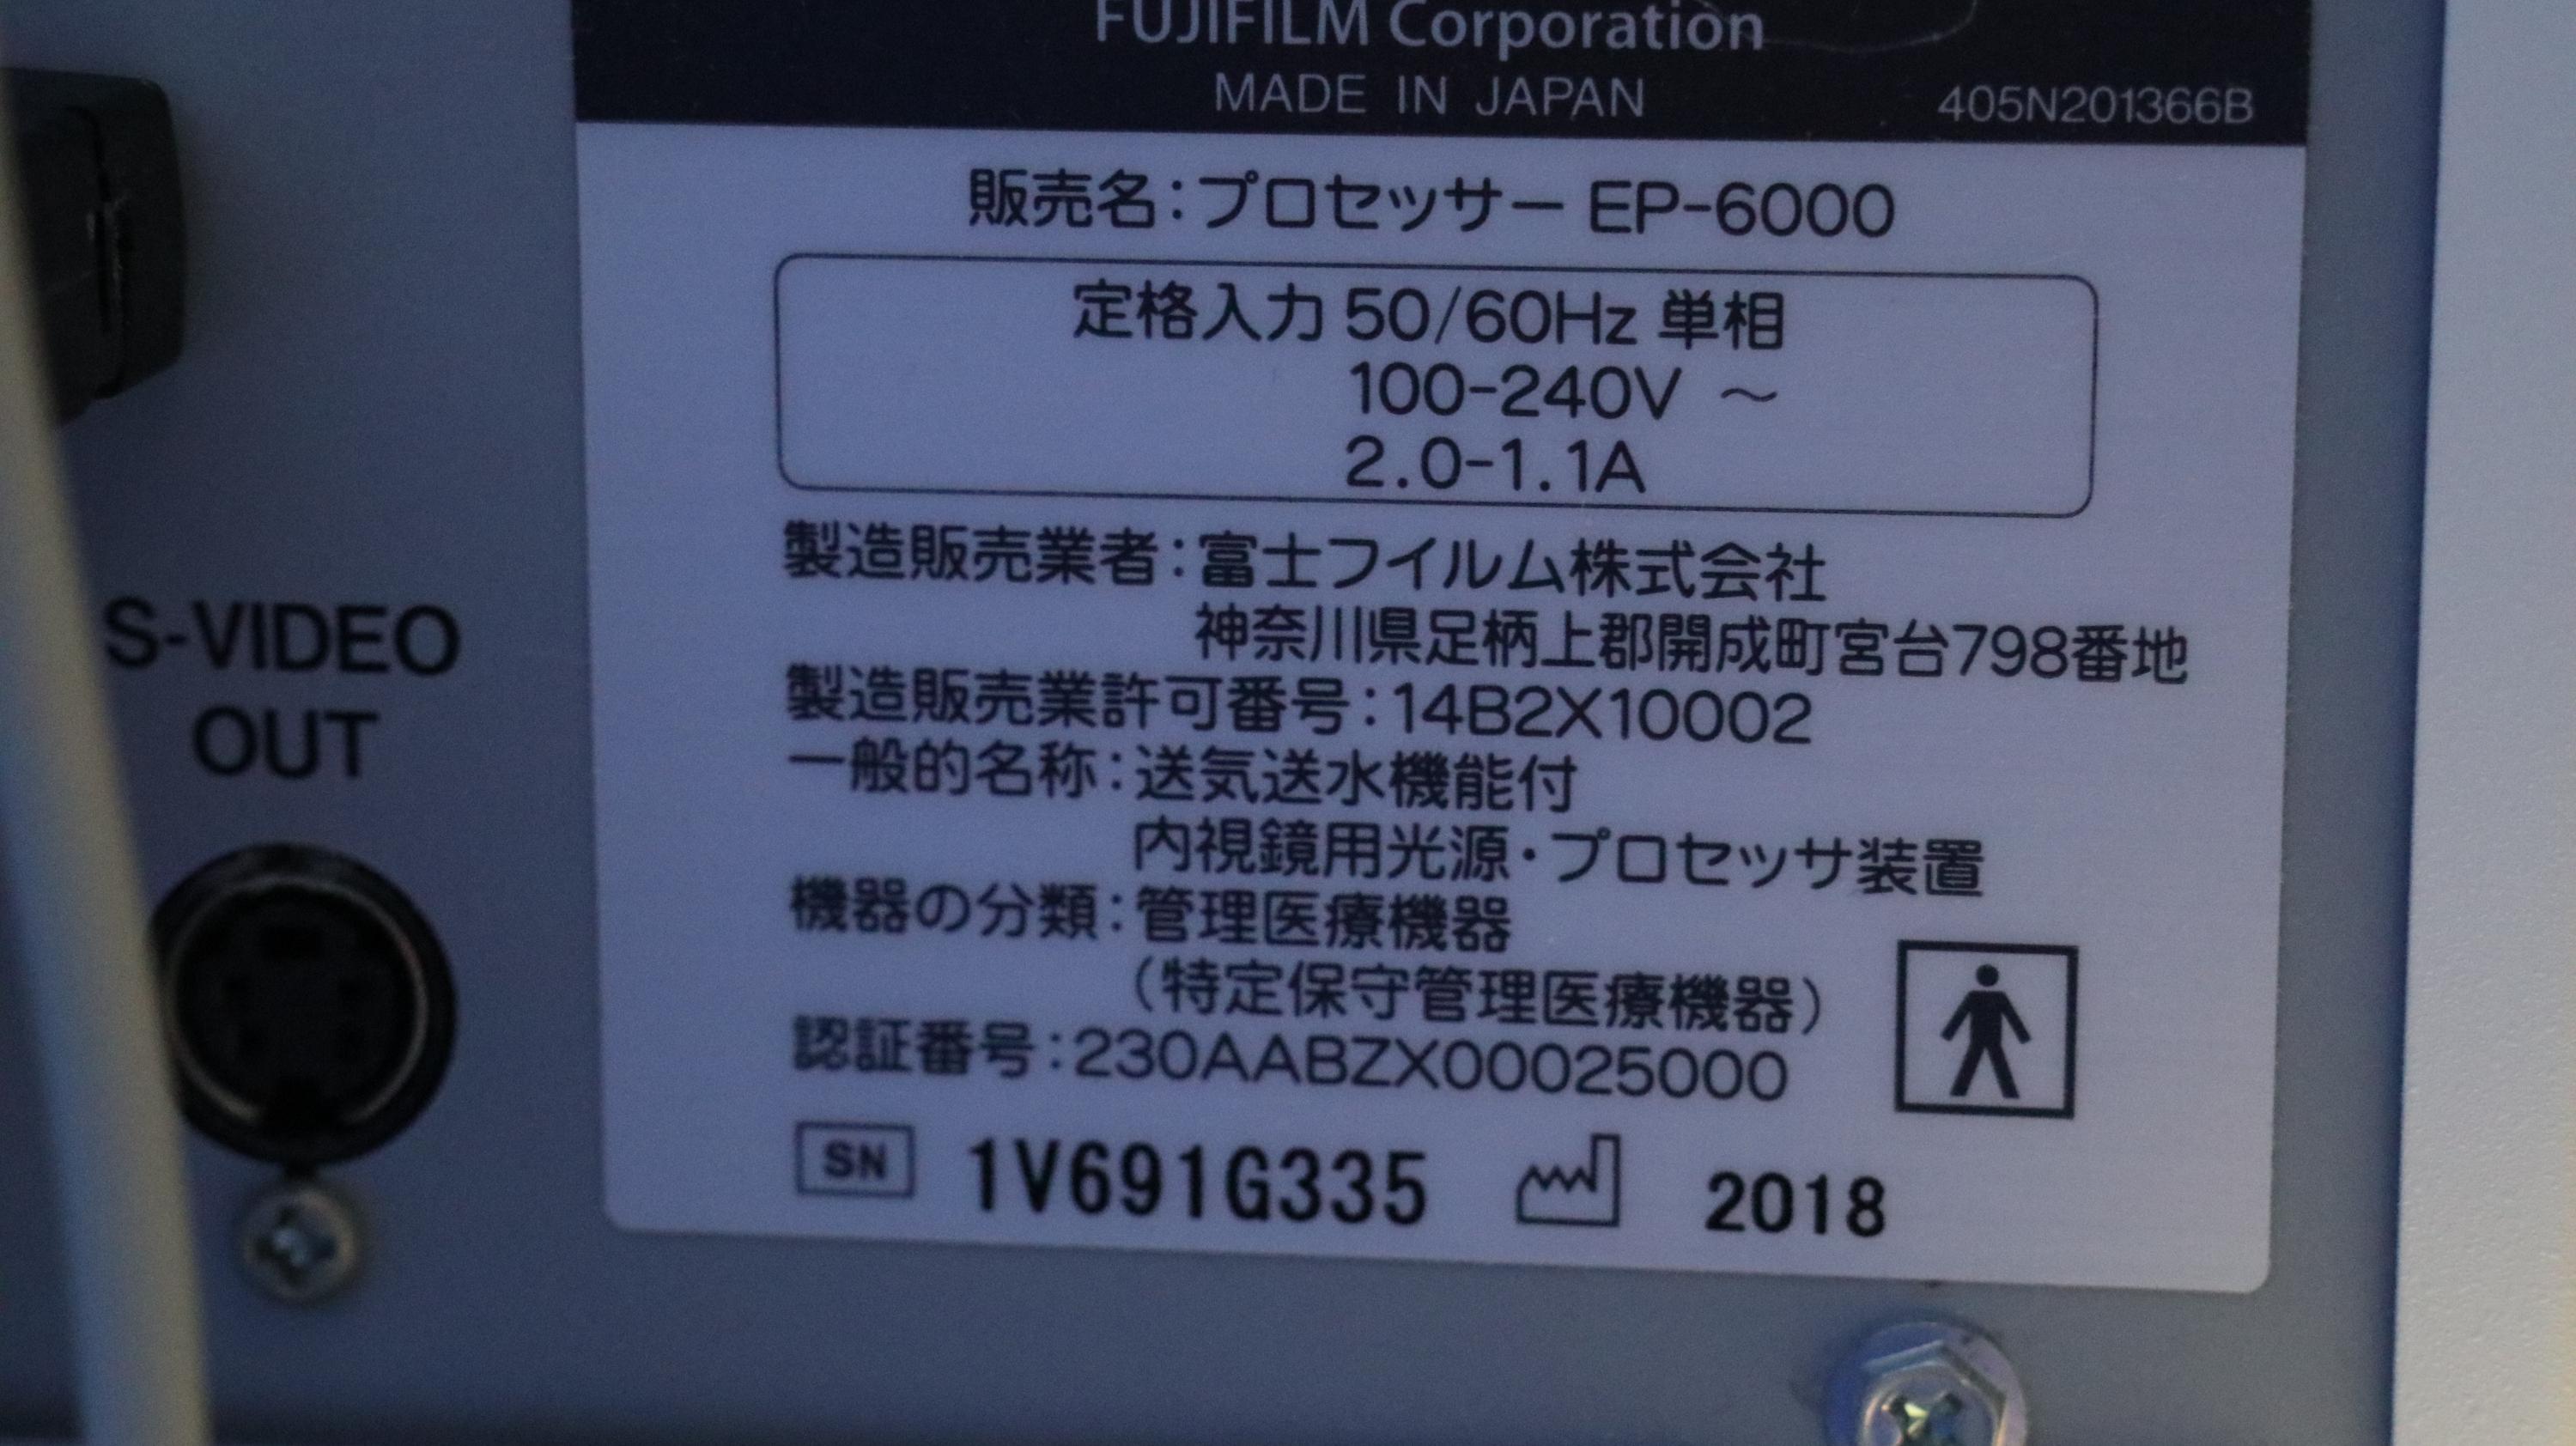 FUJIFILM Corporation
MADE IN JAPAN
405N201366B
販売名：プロセッサー EP-6000
定格入力 50/60Hz 単相
100-240V ～
2.0-1.1A
製造販売業者：富士フイルム株式会社
神奈川県足柄上郡開成町宮台798番地
製造販売業許可番号：14B2X10002
一般的名称：送気送水機能付
内視鏡用光源・プロセッサ装置
機器の分類：管理医療機器
（特定保守管理医療機器）
認証番号：230AABZX00025000
SN 1V691G335 2018
S-VIDEO
OUT